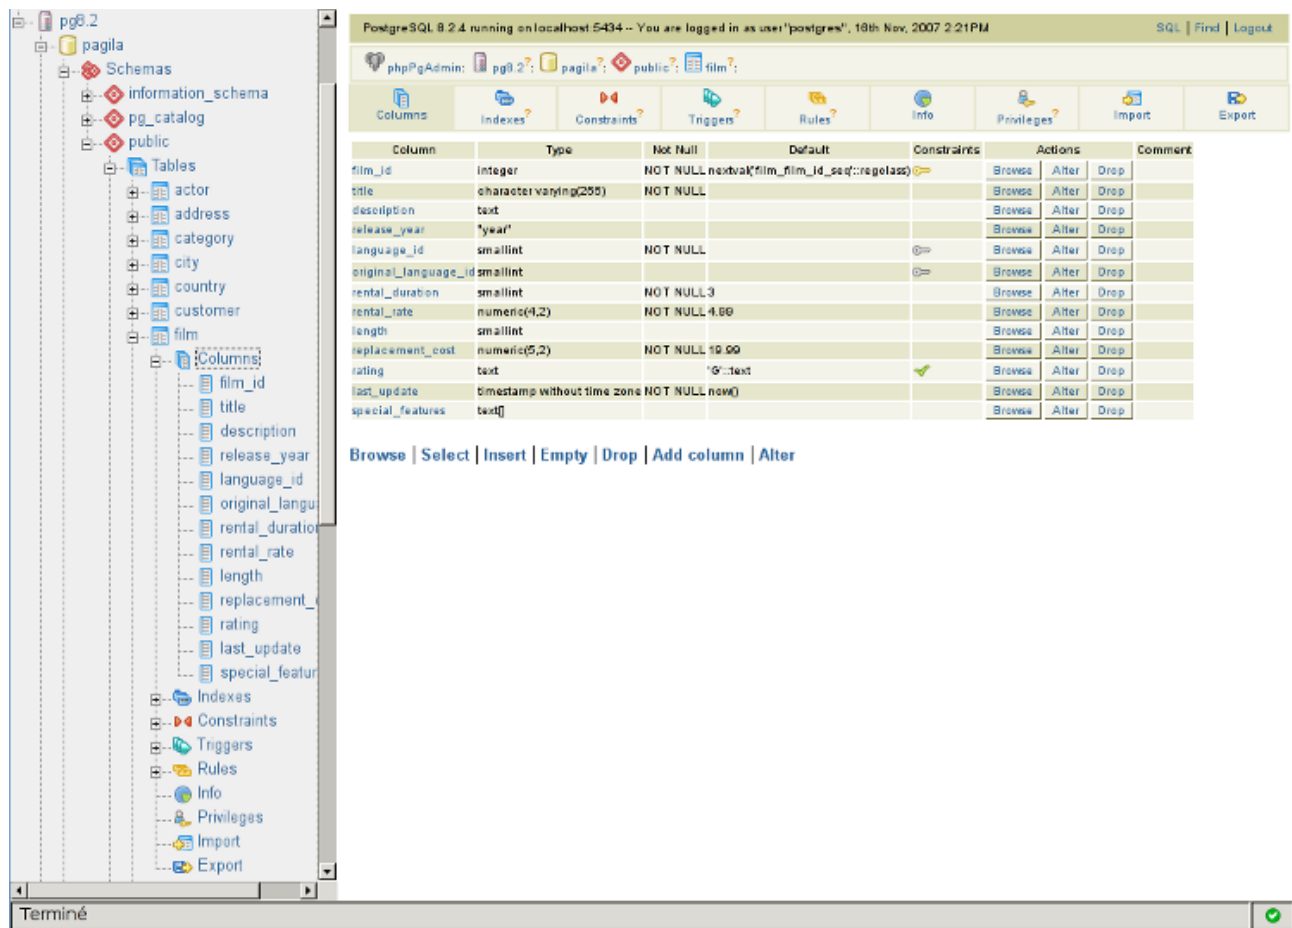 pg8.2
pagila
Schemas
information_schema
pg_catalog
public
Tables
actor
address
category
city
country
customer
film
Columns
film_id
title
description
release_year
language_id
original_langu
rental_duration
rental_rate
length
replacement_
rating
last_update
special_featur
Indexes
Constraints
Triggers
Rules
Info
Privileges
Import
Export
PostgreSQL 8.2.4 running on localhost:5434 -- You are logged in as user "postgres", 16th Nov, 2007 2:21PM
SQL | Find | Logout
phpPgAdmin: pg8.2?: pagila?: public?: film?:
Columns Indexes? Constraints? Triggers? Rules? Info Privileges? Import Export
Column Type Not Null Default Constraints Actions Comment
film_id integer NOT NULL nextval('film_film_id_seq'::regclass) Browse Alter Drop
title character varying(255) NOT NULL Browse Alter Drop
description text Browse Alter Drop
release_year "year" Browse Alter Drop
language_id smallint NOT NULL Browse Alter Drop
original_language_id smallint Browse Alter Drop
rental_duration smallint NOT NULL 3 Browse Alter Drop
rental_rate numeric(4,2) NOT NULL 4.99 Browse Alter Drop
length smallint Browse Alter Drop
replacement_cost numeric(5,2) NOT NULL 19.99 Browse Alter Drop
rating text 'G'::text Browse Alter Drop
last_update timestamp without time zone NOT NULL now() Browse Alter Drop
special_features text[] Browse Alter Drop
Browse | Select | Insert | Empty | Drop | Add column | Alter
Terminé